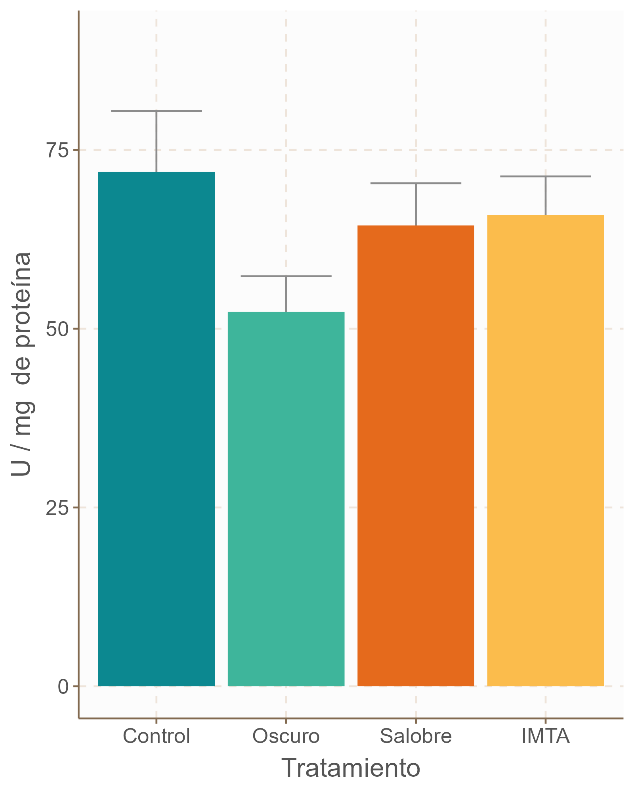 75
50
25
0
U / mg  de proteína
Control Oscuro Salobre IMTA
Tratamiento